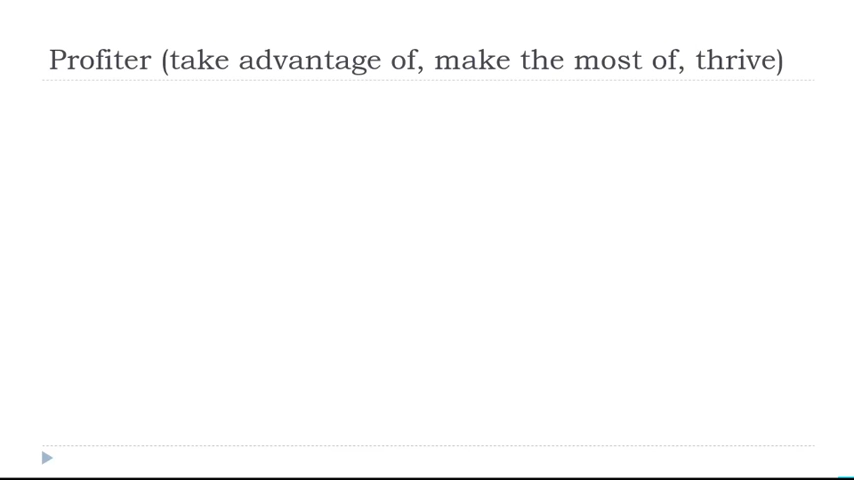 Profiter (take advantage of, make the most of, thrive)